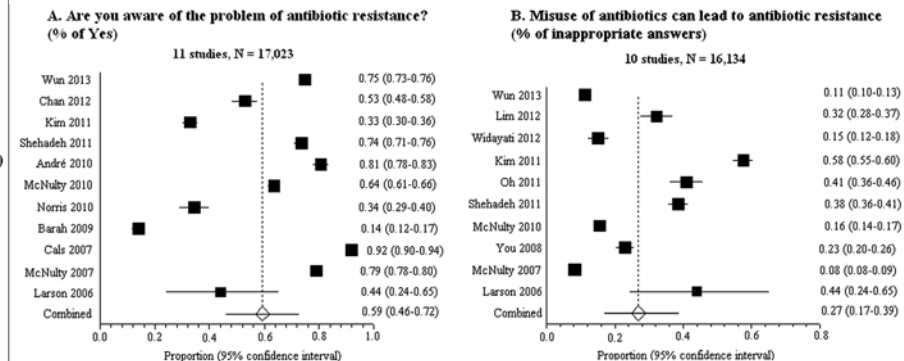 A. Are you aware of the problem of antibiotic resistance?
(% of Yes)
11 studies, N = 17,023
Wun 2013 0.75 (0.73-0.76)
Chan 2012 0.53 (0.48-0.58)
Kim 2011 0.33 (0.30-0.36)
Shehadeh 2011 0.74 (0.71-0.76)
André 2010 0.81 (0.78-0.83)
McNulty 2010 0.64 (0.61-0.66)
Norris 2010 0.34 (0.29-0.40)
Barah 2009 0.14 (0.12-0.17)
Cals 2007 0.92 (0.90-0.94)
McNulty 2007 0.79 (0.78-0.80)
Larson 2006 0.44 (0.24-0.65)
Combined 0.59 (0.46-0.72)
0.0 0.2 0.4 0.6 0.8 1.0
Proportion (95% confidence interval)
B. Misuse of antibiotics can lead to antibiotic resistance
(% of inappropriate answers)
10 studies, N = 16,134
Wun 2013 0.11 (0.10-0.13)
Lim 2012 0.32 (0.28-0.37)
Widayati 2012 0.15 (0.12-0.18)
Kim 2011 0.58 (0.55-0.60)
Oh 2011 0.41 (0.36-0.46)
Shehadeh 2011 0.38 (0.36-0.41)
McNulty 2010 0.16 (0.14-0.17)
You 2008 0.23 (0.20-0.26)
McNulty 2007 0.08 (0.08-0.09)
Larson 2006 0.44 (0.24-0.65)
Combined 0.27 (0.17-0.39)
0.0 0.2 0.4 0.6 0.8
Proportion (95% confidence interval)